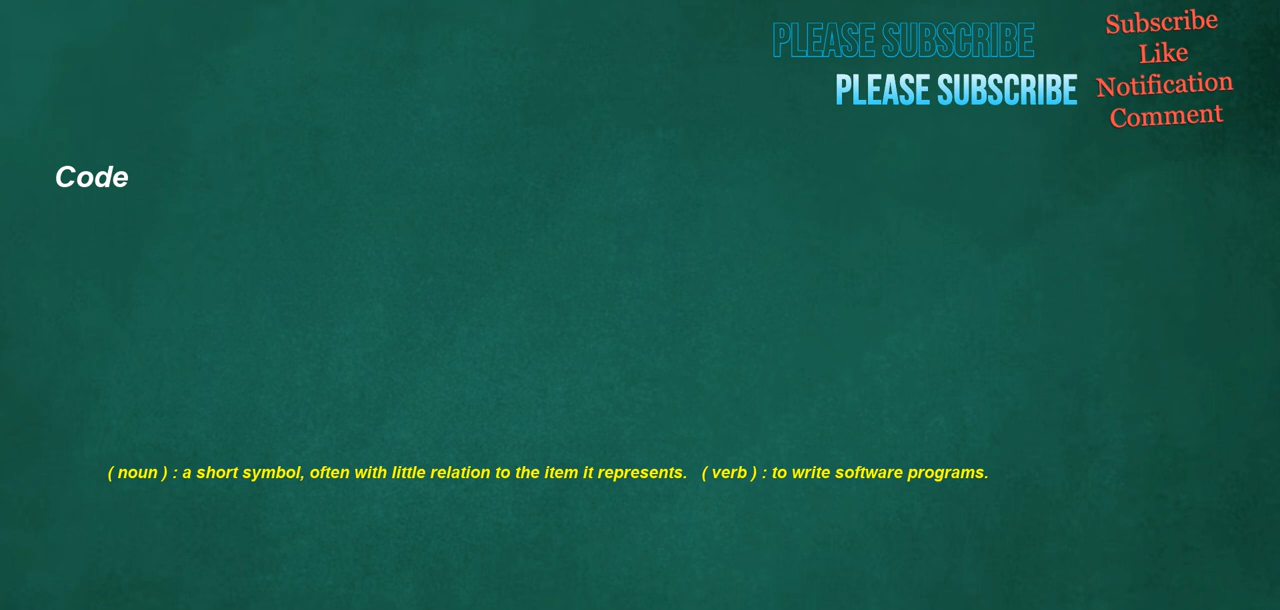 PLEASE SUBSCRIBE
PLEASE SUBSCRIBE
Subscribe
Like
Notification
Comment
Code
( noun ) : a short symbol, often with little relation to the item it represents.   ( verb ) : to write software programs.